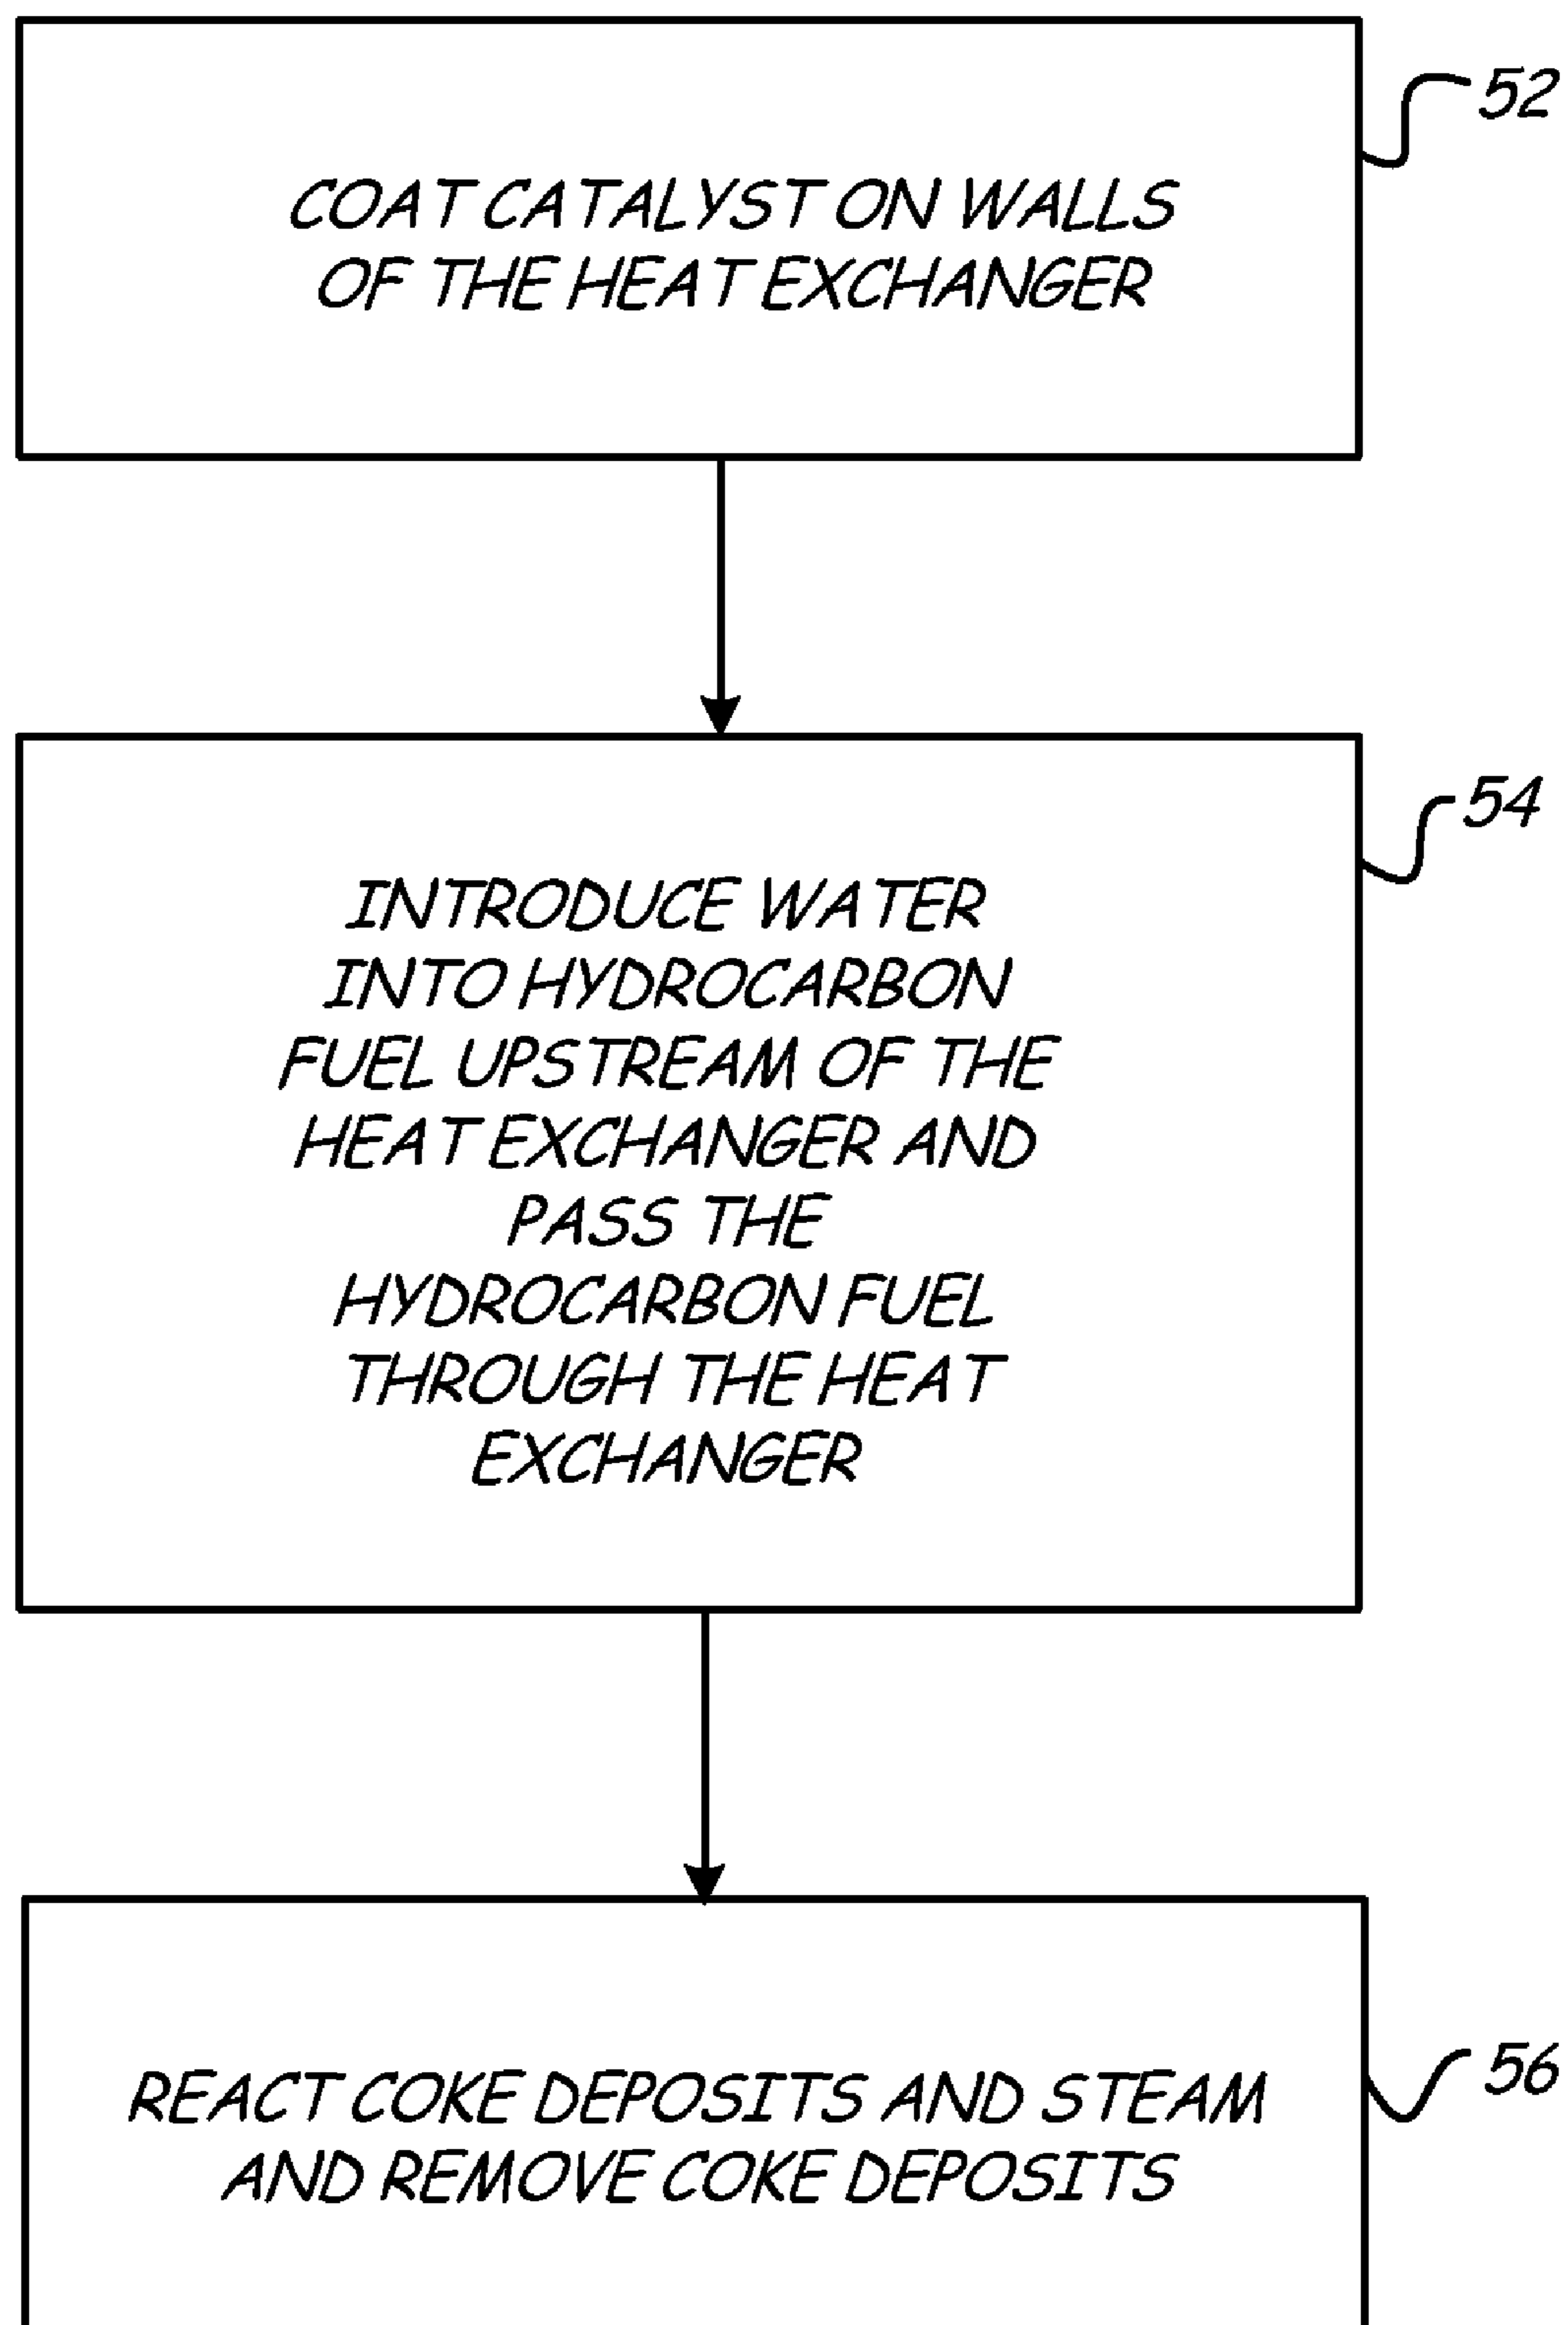 52
COAT CATALYST ON WALLS
OF THE HEAT EXCHANGER
54
INTRODUCE WATER
INTO HYDROCARBON
FUEL UPSTREAM OF THE
HEAT EXCHANGER AND
PASS THE
HYDROCARBON FUEL
THROUGH THE HEAT
EXCHANGER
56
REACT COKE DEPOSITS AND STEAM
AND REMOVE COKE DEPOSITS